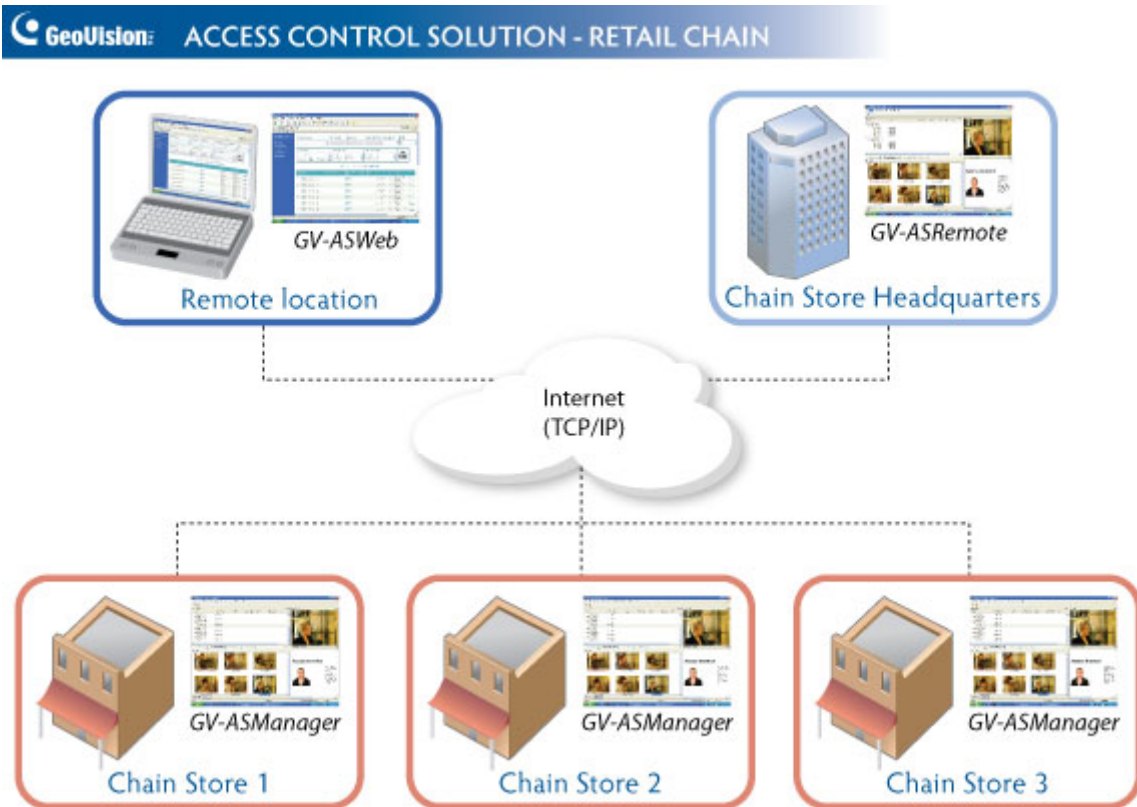 GeoVision: ACCESS CONTROL SOLUTION - RETAIL CHAIN
GV-ASWeb
Remote location
GV-ASRemote
Chain Store Headquarters
Internet
(TCP/IP)
GV-ASManager
Chain Store 1
GV-ASManager
Chain Store 2
GV-ASManager
Chain Store 3